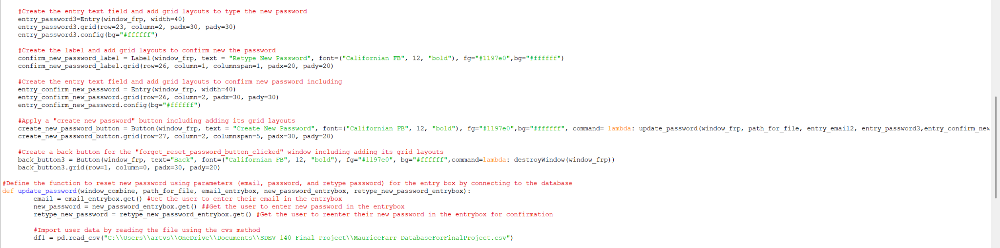 #Create the entry text field and add grid layouts to type the new password
entry_password3=Entry(window_frp, width=40)
entry_password3.grid(row=23, column=2, padx=30, pady=30)
entry_password3.config(bg="#ffffff")
#Create the label and add grid layouts to confirm new the password
confirm_new_password_label = Label(window_frp, text = "Retype New Password", font=("Californian FB", 12, "bold"), fg="#1197e0",bg="#ffffff")
confirm_new_password_label.grid(row=26, column=1, columnspan=1, padx=20, pady=20)
#Create the entry text field and add grid layouts to confirm new password including
entry_confirm_new_password = Entry(window_frp, width=40)
entry_confirm_new_password.grid(row=26, column=2, padx=30, pady=30)
entry_confirm_new_password.config(bg="#ffffff")
#Apply a "create new password" button including adding its grid layouts
create_new_password_button = Button(window_frp, text = "Create New Password", font=("Californian FB", 12, "bold"), fg="#1197e0",bg="#ffffff", command= lambda: update_password(window_frp, path_for_file, entry_email2, entry_password3,entry_confirm_new
create_new_password_button.grid(row=27, column=2, columnspan=5, padx=30, pady=20)
#Create a back button for the "forgot_reset_password_button_clicked" window including adding its grid layouts
back_button3 = Button(window_frp, text="Back", font=("Californian FB", 12, "bold"), fg="#1197e0", bg="#ffffff",command=lambda: destroyWindow(window_frp))
back_button3.grid(row=1, column=0, padx=30, pady=20)
#Define the function to reset new password using parameters (email, password, and retype password) for the entry box by connecting to the database
def update_password(window_combine, path_for_file, email_entrybox, new_password_entrybox, retype_new_password_entrybox):
email = email_entrybox.get() #Get the user to enter their email in the entrybox
new_password = new_password_entrybox.get() ##Get the user to enter new password in the entrybox
retype_new_password = retype_new_password_entrybox.get() #Get the user to reenter their new password in the entrybox for confirmation
#Import user data by reading the file using the cvs method
df1 = pd.read_csv("C:\\Users\\artvs\\OneDrive\\Documents\\SDEV 140 Final Project\\MauriceFarr-DatabaseForFinalProject.csv")